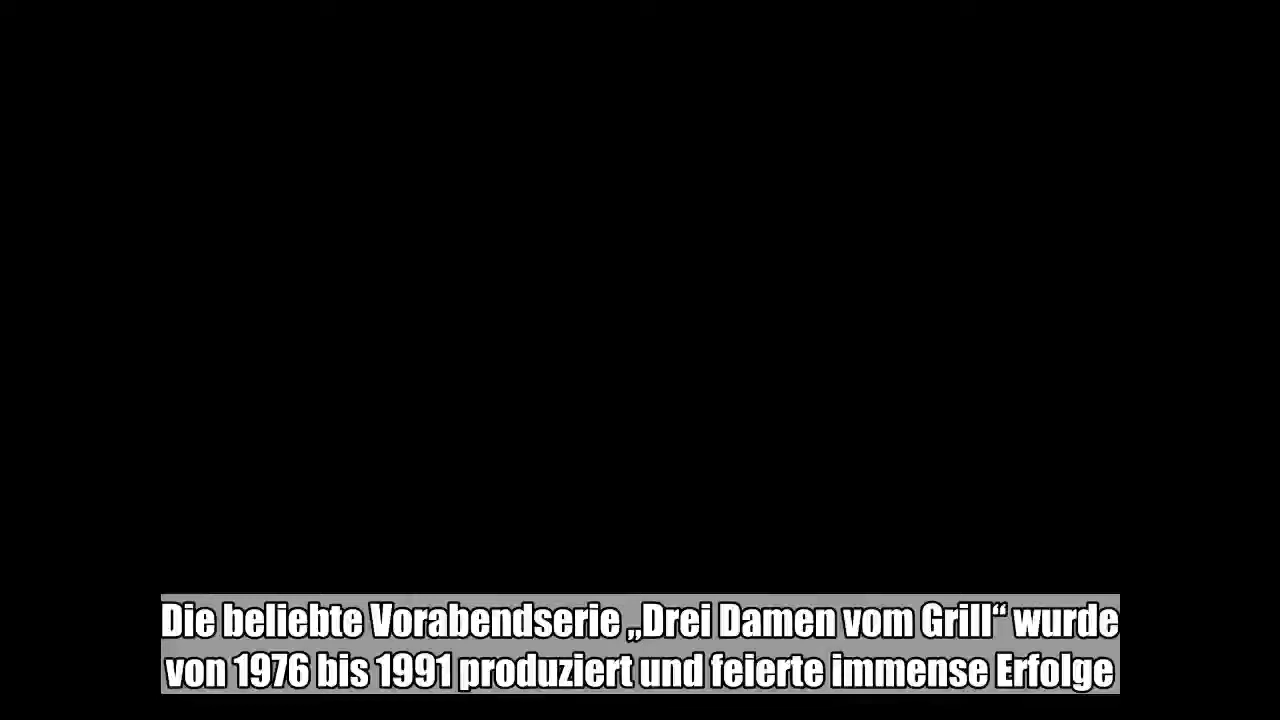 Die beliebte Vorabendserie „Drei Damen vom Grill“ wurde
von 1976 bis 1991 produziert und feierte immense Erfolge